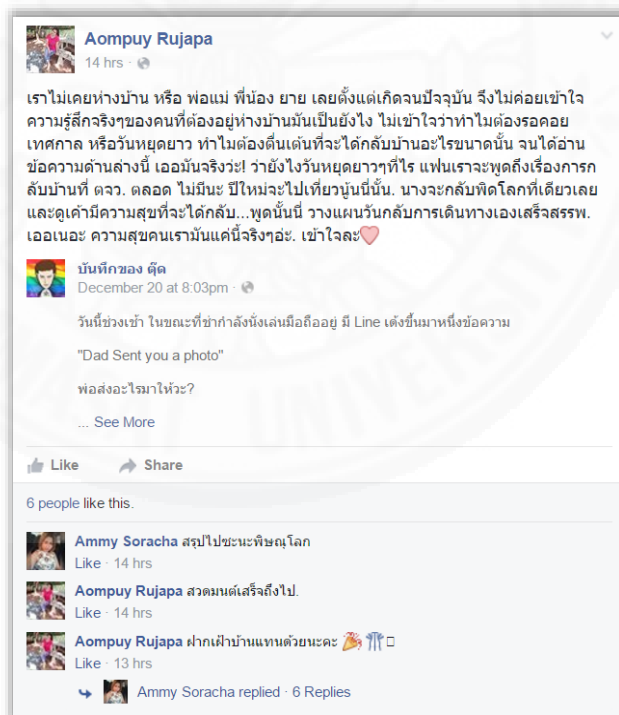 Aompuy Rujapa
14 hrs ·
เราไม่เคยห่างบ้าน หรือ พ่อแม่ พี่น้อง ยาย เลยตั้งแต่เกิดจนปัจจุบัน จึงไม่ค่อยเข้าใจ
ความรู้สึกจริงๆของคนที่ต้องอยู่ห่างบ้านมันเป็นยังไง ไม่เข้าใจว่าทำไมต้องรอคอย
เทศกาล หรือวันหยุดยาว ทำไมต้องตื่นเต้นที่จะได้กลับบ้านอะไรขนาดนั้น จนได้อ่าน
ข้อความด้านล่างนี้ เออมันจริงว่ะ! ว่ายังไงวันหยุดยาวๆทีไร แฟนเราจะพูดถึงเรื่องการก
ลับบ้านที่ ตจว. ตลอด ไม่มีนะ ปีใหม่จะไปเที่ยวนู้นนี่นั้น. นางจะกลับพิดโลกที่เดียวเลย
และดูเค้ามีความสุขที่จะได้กลับ...พูดนั้นนี่ วางแผนวันกลับการเดินทางเองเสร็จสรรพ.
เออเนอะ ความสุขคนเรามันแค่นี้จริงๆอ่ะ. เข้าใจละ
บันทึกของ ตุ๊ด
December 20 at 8:03pm ·
วันนี้ช่วงเช้า ในขณะที่ช่ากำลังนั่งเล่นมือถืออยู่ มี Line เด้งขึ้นมาหนึ่งข้อความ
"Dad Sent you a photo"
พ่อส่งอะไรมาให้วะ?
... See More
Like Share
6 people like this.
Ammy Soracha สรุปไปชะนะพิษณุโลก
Like · 14 hrs
Aompuy Rujapa สวดมนต์เสร็จถึงไป.
Like · 14 hrs
Aompuy Rujapa ฝากเฝ้าบ้านแทนด้วยนะคะ
Like · 13 hrs
Ammy Soracha replied · 6 Replies